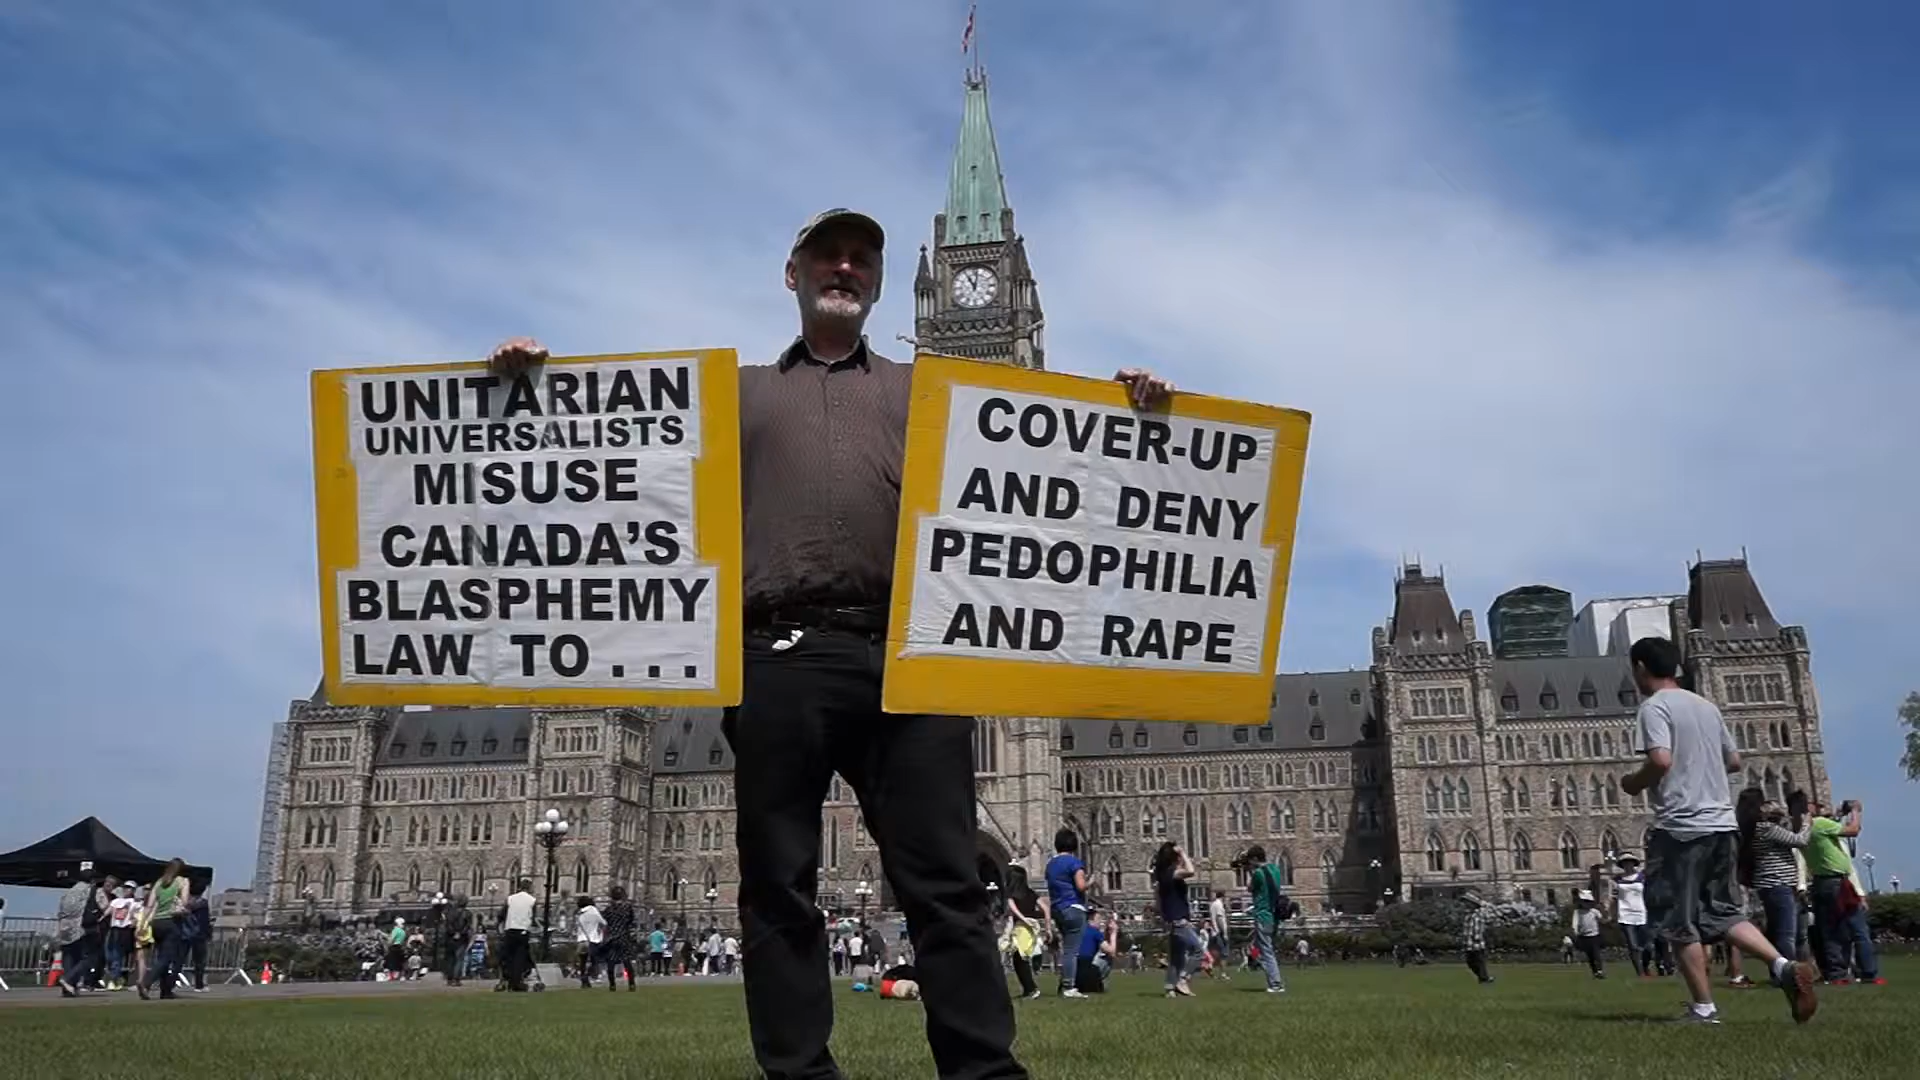 UNITARIAN
UNIVERSALISTS
MISUSE
CANADA'S
BLASPHEMY
LAW TO . . .
COVER-UP
AND DENY
PEDOPHILIA
AND RAPE